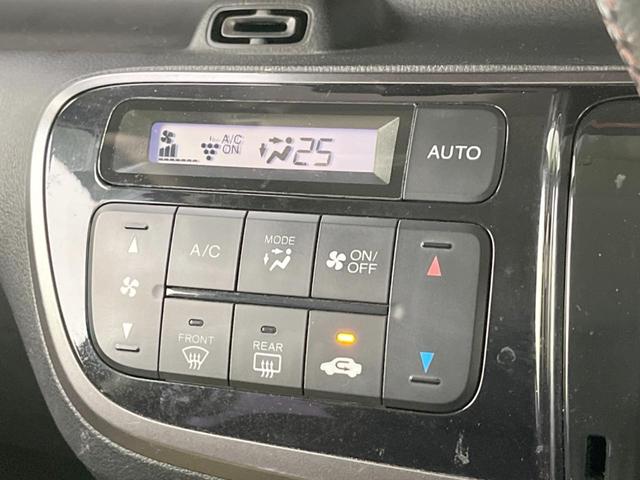 A/C
ON
25
AUTO
A/C
MODE
ON/
OFF
FRONT
REAR